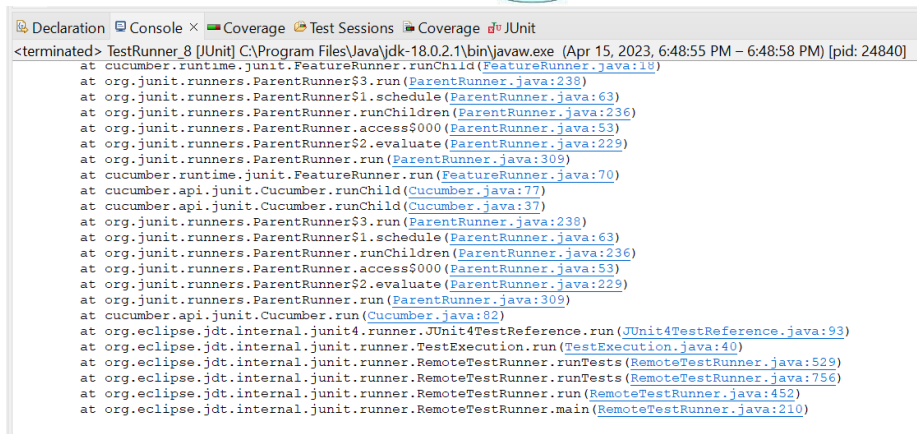 Declaration Console × Coverage Test Sessions Coverage JUnit
<terminated> TestRunner_8 [JUnit] C:\Program Files\Java\jdk-18.0.2.1\bin\javaw.exe (Apr 15, 2023, 6:48:55 PM – 6:48:58 PM) [pid: 24840]
at cucumber.runtime.junit.FeatureRunner.runChild(FeatureRunner.java:18)
at org.junit.runners.ParentRunner$3.run(ParentRunner.java:238)
at org.junit.runners.ParentRunner$1.schedule(ParentRunner.java:63)
at org.junit.runners.ParentRunner.runChildren(ParentRunner.java:236)
at org.junit.runners.ParentRunner.access$000(ParentRunner.java:53)
at org.junit.runners.ParentRunner$2.evaluate(ParentRunner.java:229)
at org.junit.runners.ParentRunner.run(ParentRunner.java:309)
at cucumber.runtime.junit.FeatureRunner.run(FeatureRunner.java:70)
at cucumber.api.junit.Cucumber.runChild(Cucumber.java:77)
at cucumber.api.junit.Cucumber.runChild(Cucumber.java:37)
at org.junit.runners.ParentRunner$3.run(ParentRunner.java:238)
at org.junit.runners.ParentRunner$1.schedule(ParentRunner.java:63)
at org.junit.runners.ParentRunner.runChildren(ParentRunner.java:236)
at org.junit.runners.ParentRunner.access$000(ParentRunner.java:53)
at org.junit.runners.ParentRunner$2.evaluate(ParentRunner.java:229)
at org.junit.runners.ParentRunner.run(ParentRunner.java:309)
at cucumber.api.junit.Cucumber.run(Cucumber.java:82)
at org.eclipse.jdt.internal.junit4.runner.JUnit4TestReference.run(JUnit4TestReference.java:93)
at org.eclipse.jdt.internal.junit.runner.TestExecution.run(TestExecution.java:40)
at org.eclipse.jdt.internal.junit.runner.RemoteTestRunner.runTests(RemoteTestRunner.java:529)
at org.eclipse.jdt.internal.junit.runner.RemoteTestRunner.runTests(RemoteTestRunner.java:756)
at org.eclipse.jdt.internal.junit.runner.RemoteTestRunner.run(RemoteTestRunner.java:452)
at org.eclipse.jdt.internal.junit.runner.RemoteTestRunner.main(RemoteTestRunner.java:210)